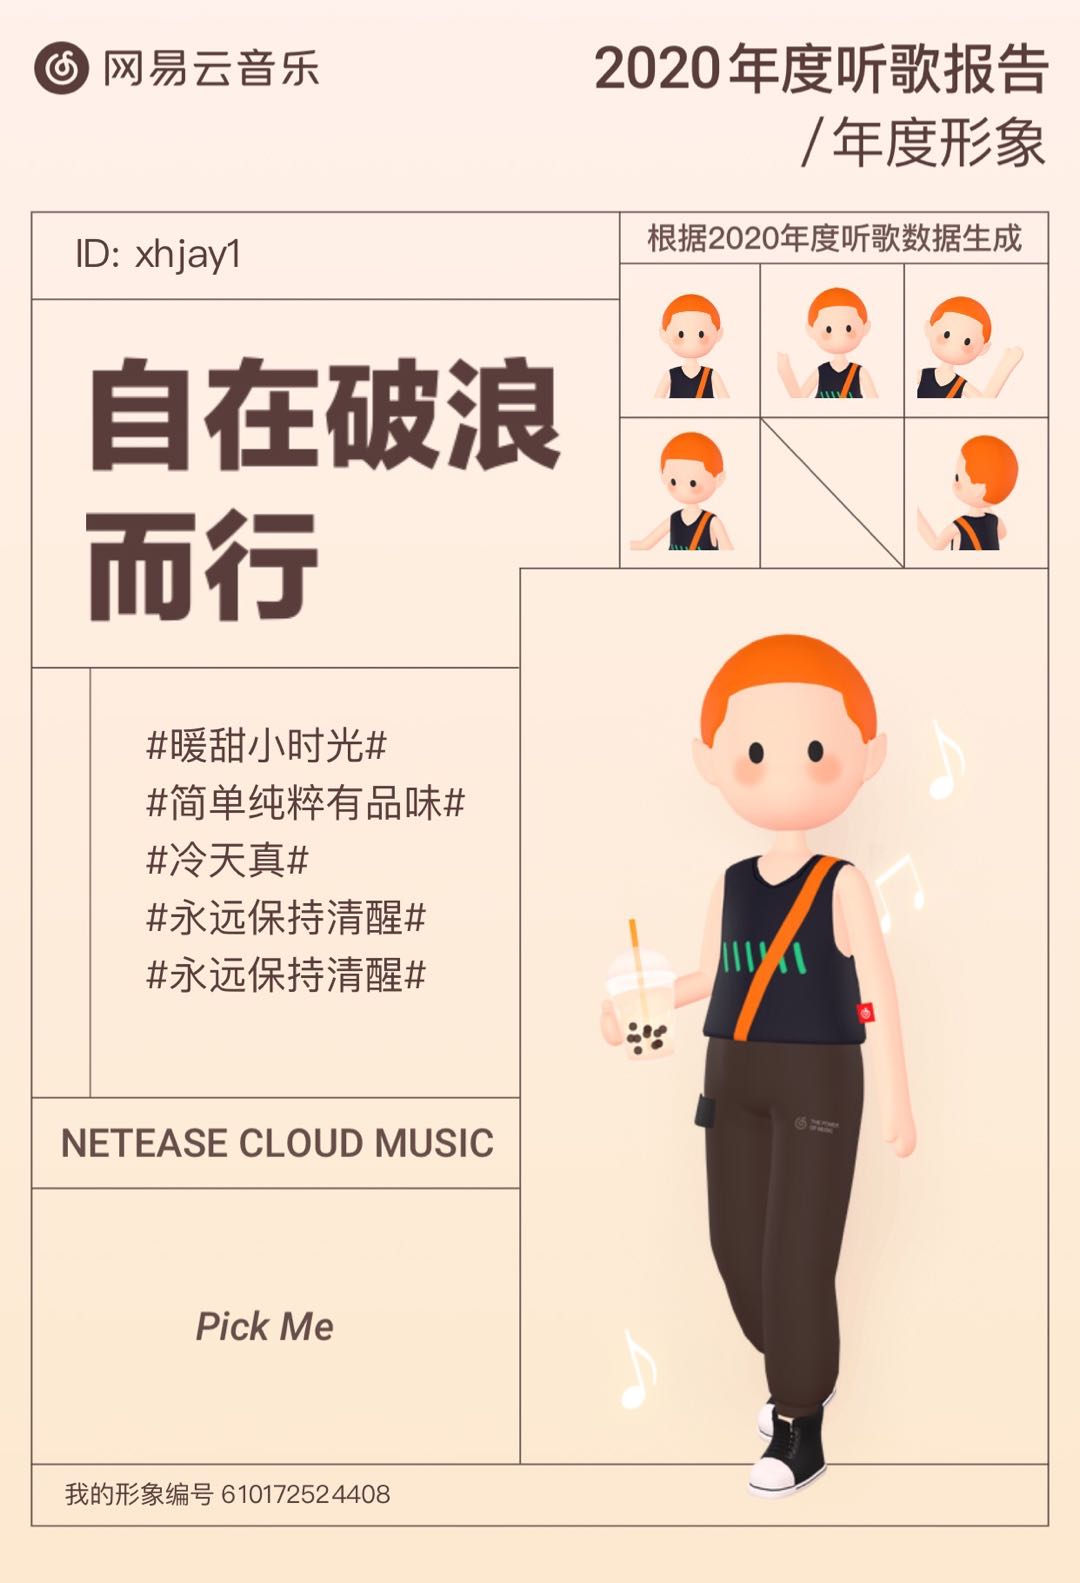 网易云音乐
2020年度听歌报告
/年度形象
ID: xhjay1
根据2020年度听歌数据生成
自在破浪
而行
#暖甜小时光#
#简单纯粹有品味#
#冷天真#
#永远保持清醒#
#永远保持清醒#
THE POWER
OF MUSIC
NETEASE CLOUD MUSIC
Pick Me
我的形象编号 610172524408